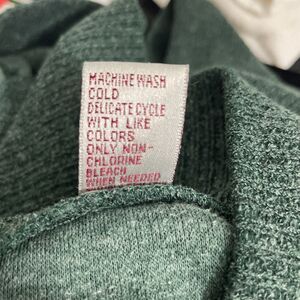 MACHINE WASH
COLD
DELICATE CYCLE
WITH LIKE
COLORS
ONLY NON-
CHLORINE
BLEACH
WHEN NEEDED